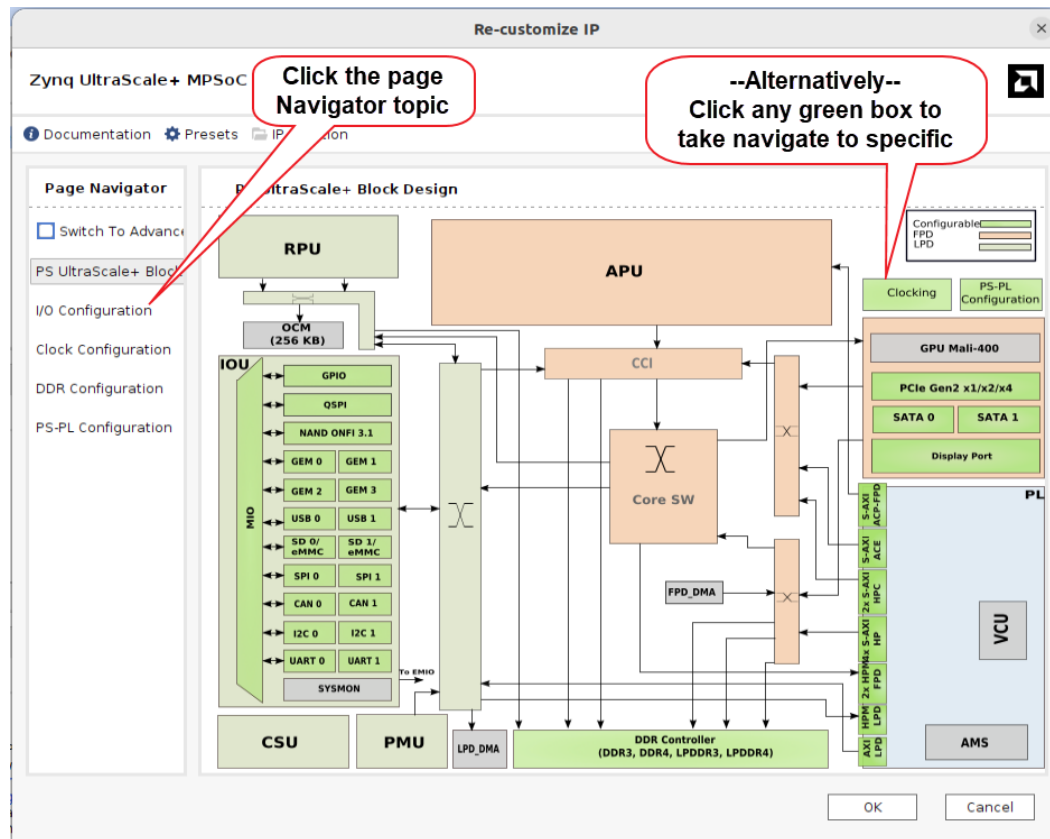 Re-customize IP
Zynq UltraScale+ MPSoC
Click the page
Navigator topic
--Alternatively--
Click any green box to
take navigate to specific
Documentation
Presets
IP
Page Navigator
Switch To Advance
PS UltraScale+ Block
I/O Configuration
Clock Configuration
DDR Configuration
PS-PL Configuration
UltraScale+ Block Design
Configurable
FPD
LPD
RPU
APU
Clocking
PS-PL
Configuration
OCM
(256 KB)
CCI
GPU Mali-400
PCIe Gen2 x1/x2/x4
SATA 0
SATA 1
Display Port
IOU
MIO
GPIO
QSPI
NAND ONFI 3.1
GEM 0
GEM 1
GEM 2
GEM 3
USB 0
USB 1
SD 0/
eMMC
SD 1/
eMMC
SPI 0
SPI 1
CAN 0
CAN 1
I2C 0
I2C 1
UART 0
UART 1
SYSMON
To EMIO
Core SW
FPD_DMA
PL
S-AXI
ACP-FPD
S-AXI
ACE
2x S-AXI
HPC
4x S-AXI
HP
2x HPM
FPD
HPM
LPD
AXI
LPD
VCU
AMS
CSU
PMU
LPD_DMA
DDR Controller
(DDR3, DDR4, LPDDR3, LPDDR4)
OK
Cancel